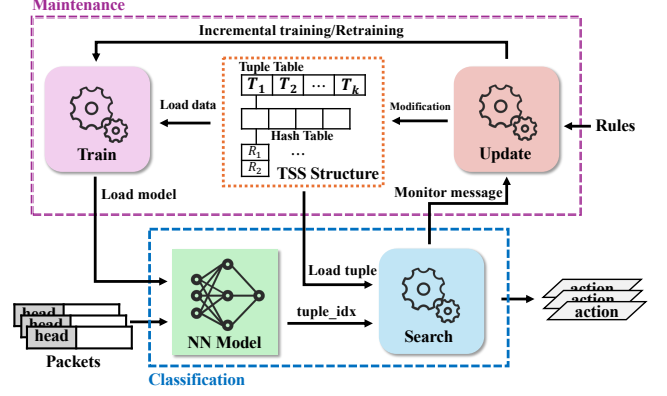 Maintenance
Incremental training/Retraining
Tuple Table
T1 T2 ... Tk
Load data
Modification
Hash Table
Train
R1 ...
R2
TSS Structure
Update
Rules
Load model
Monitor message
Load tuple
head
head
head
Packets
NN Model
tuple_idx
Search
action
action
action
Classification